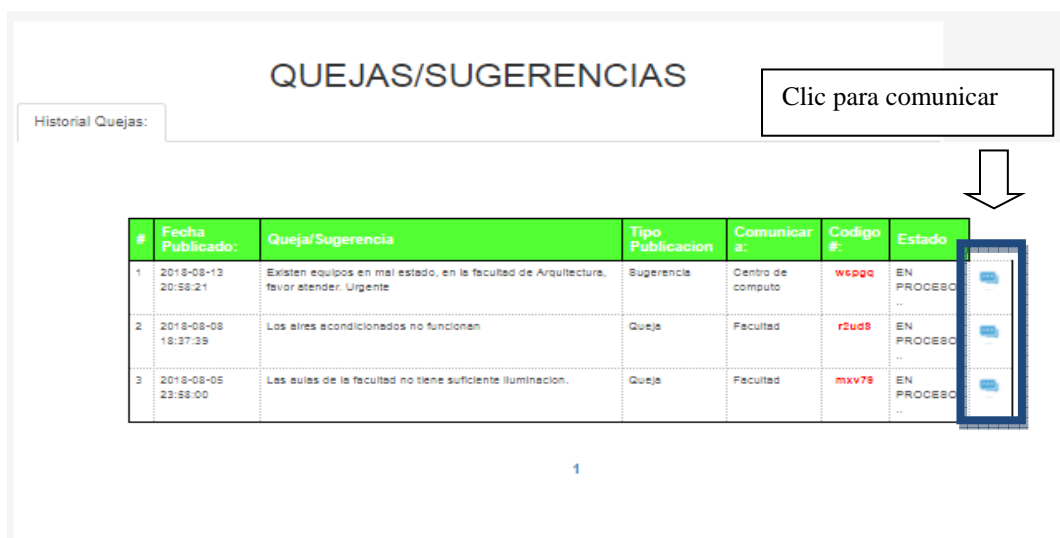 QUEJAS/SUGERENCIAS
Clic para comunicar
Historial Quejas:
# Fecha Publicado: Queja/Sugerencia Tipo Publicacion Comunicar a: Codigo #: Estado
1 2018-08-13 20:58:21 Existen equipos en mal estado, en la facultad de Arquitectura, favor atender. Urgente Sugerencia Centro de computo wspgq EN PROCESO ..
2 2018-08-08 18:37:39 Los aires acondicionados no funcionan Queja Facultad r2ud8 EN PROCESO ..
3 2018-08-05 23:58:00 Las aulas de la facultad no tiene suficiente iluminacion. Queja Facultad mxv79 EN PROCESO ..
1